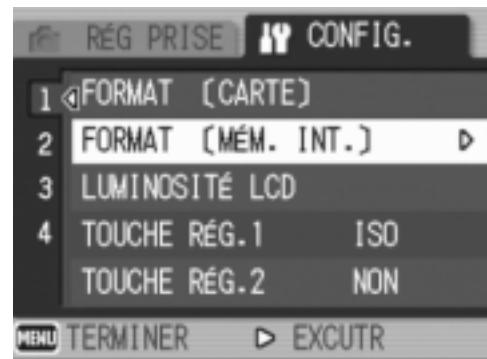 RÉG PRISE CONFIG.
1 FORMAT [CARTE]
2 FORMAT [MÉM. INT.]
3 LUMINOSITÉ LCD
4 TOUCHE RÉG.1 ISO
TOUCHE RÉG.2 NON
MENU TERMINER EXCUTR